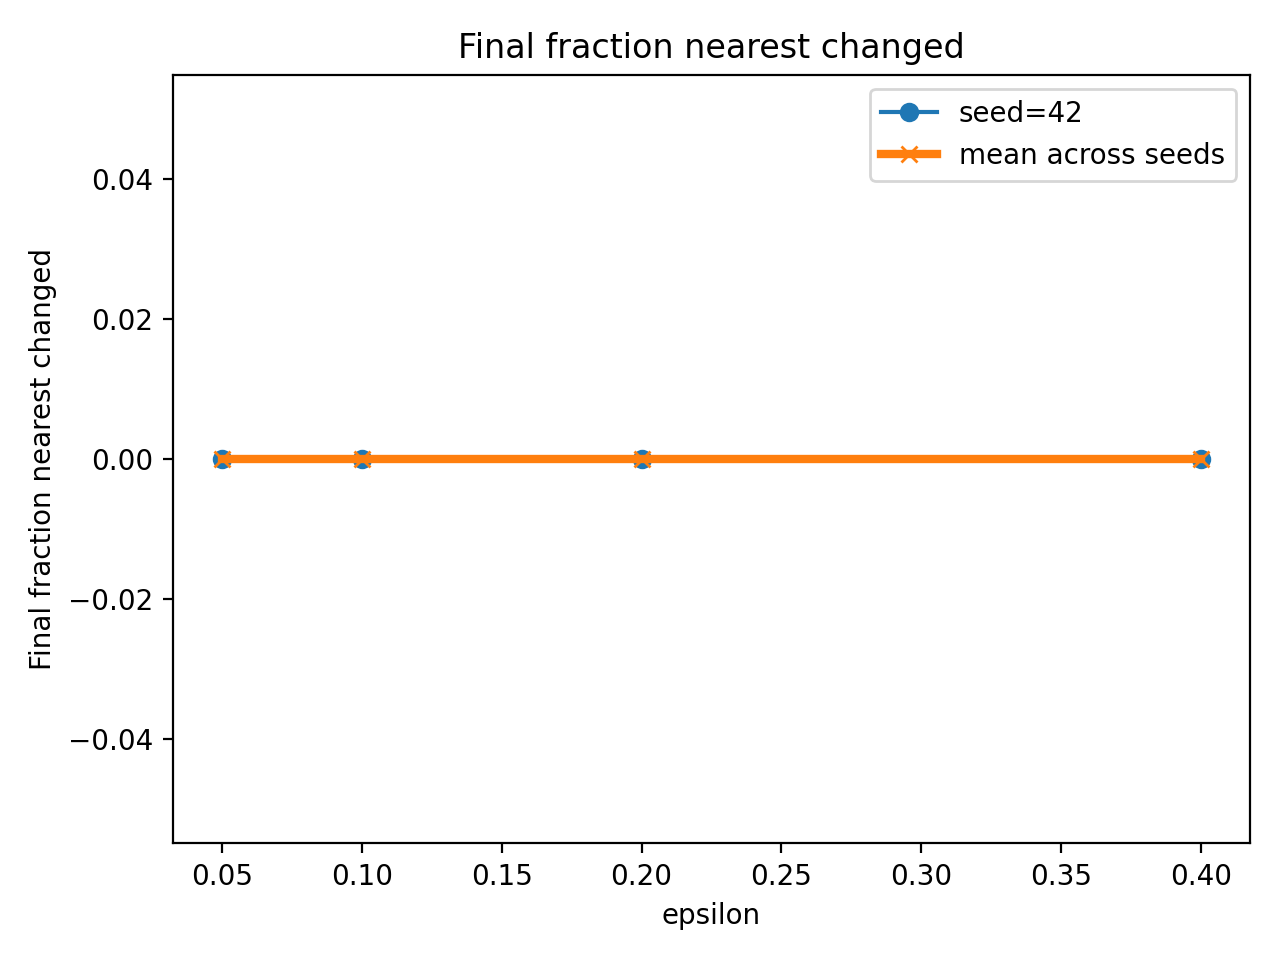 Final fraction nearest changed
seed=42
mean across seeds
0.04
0.02
0.00
−0.02
−0.04
Final fraction nearest changed
0.05 0.10 0.15 0.20 0.25 0.30 0.35 0.40
epsilon